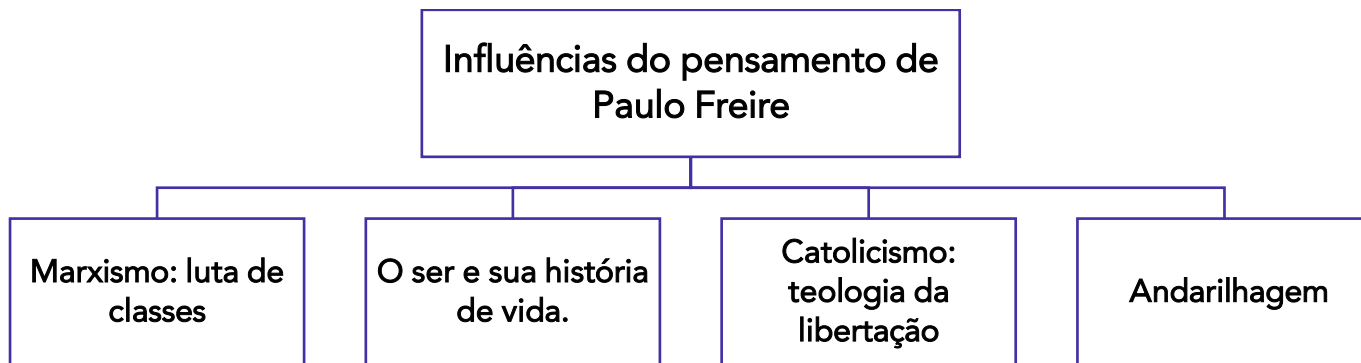 Influências do pensamento de
Paulo Freire
Marxismo: luta de
classes
O ser e sua história
de vida.
Catolicismo:
teologia da
libertação
Andarilhagem